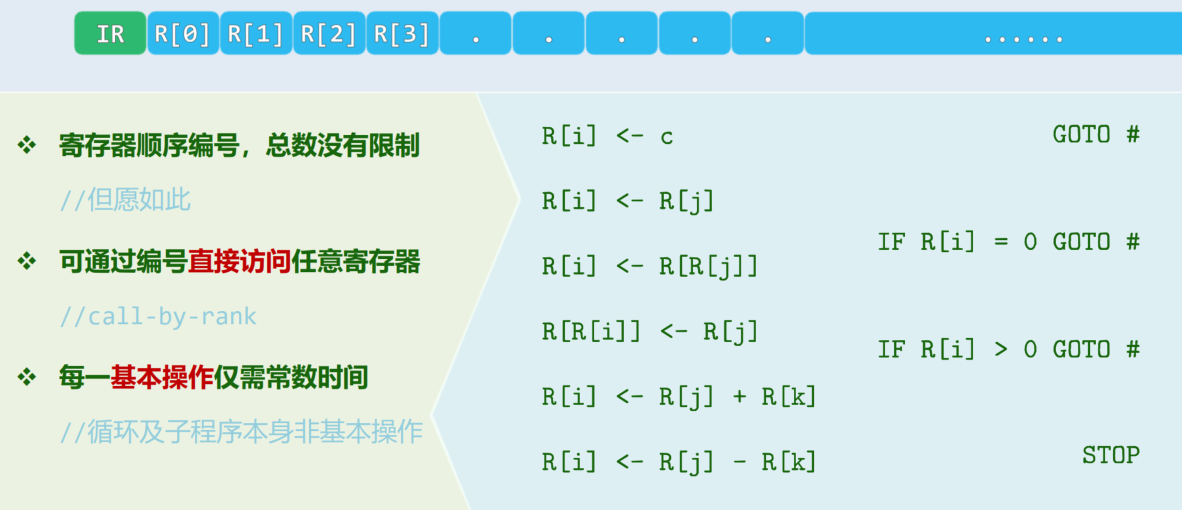 IR R[0] R[1] R[2] R[3] . . . . . ......
❖ 寄存器顺序编号，总数没有限制
//但愿如此
❖ 可通过编号直接访问任意寄存器
//call-by-rank
❖ 每一基本操作仅需常数时间
//循环及子程序本身非基本操作
R[i] <- c
R[i] <- R[j]
R[i] <- R[R[j]]
R[R[i]] <- R[j]
R[i] <- R[j] + R[k]
R[i] <- R[j] - R[k]
GOTO #
IF R[i] = 0 GOTO #
IF R[i] > 0 GOTO #
STOP